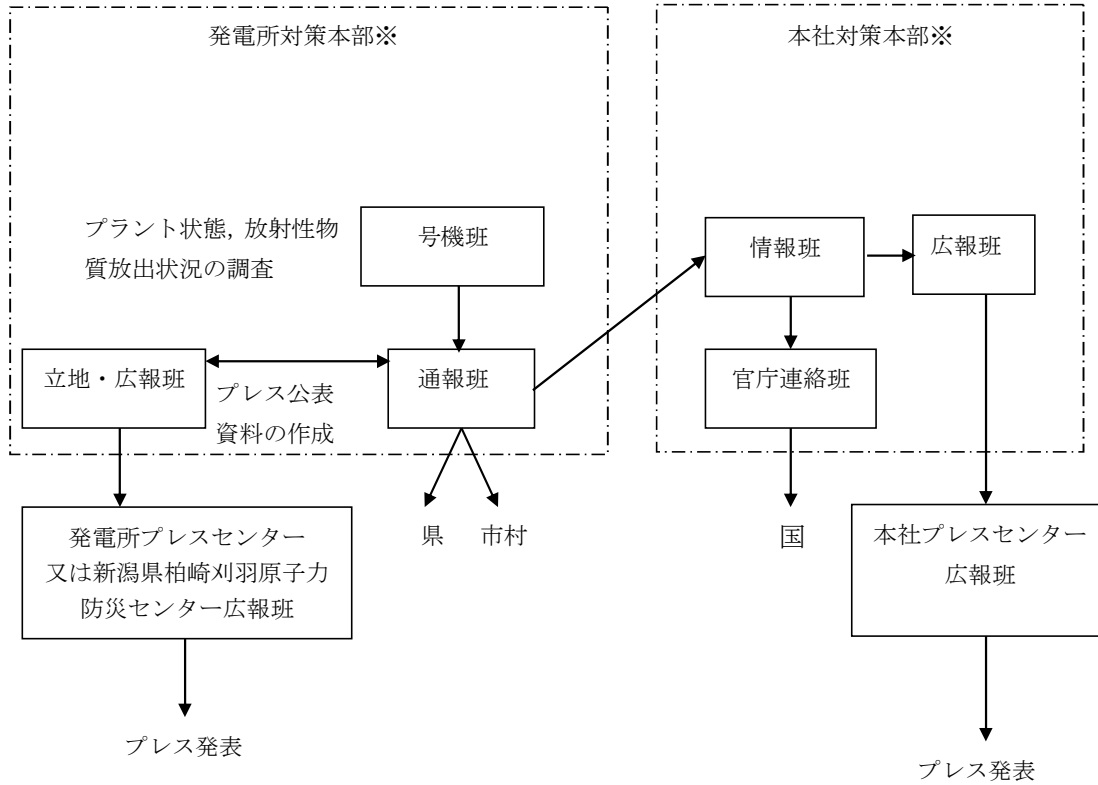 発電所対策本部※
本社対策本部※
プラント状態, 放射性物
質放出状況の調査
号機班
情報班
広報班
立地・広報班
プレス公表
資料の作成
通報班
官庁連絡班
発電所プレスセンター
又は新潟県柏崎刈羽原子力
防災センター広報班
県
市村
国
本社プレスセンター
広報班
プレス発表
プレス発表